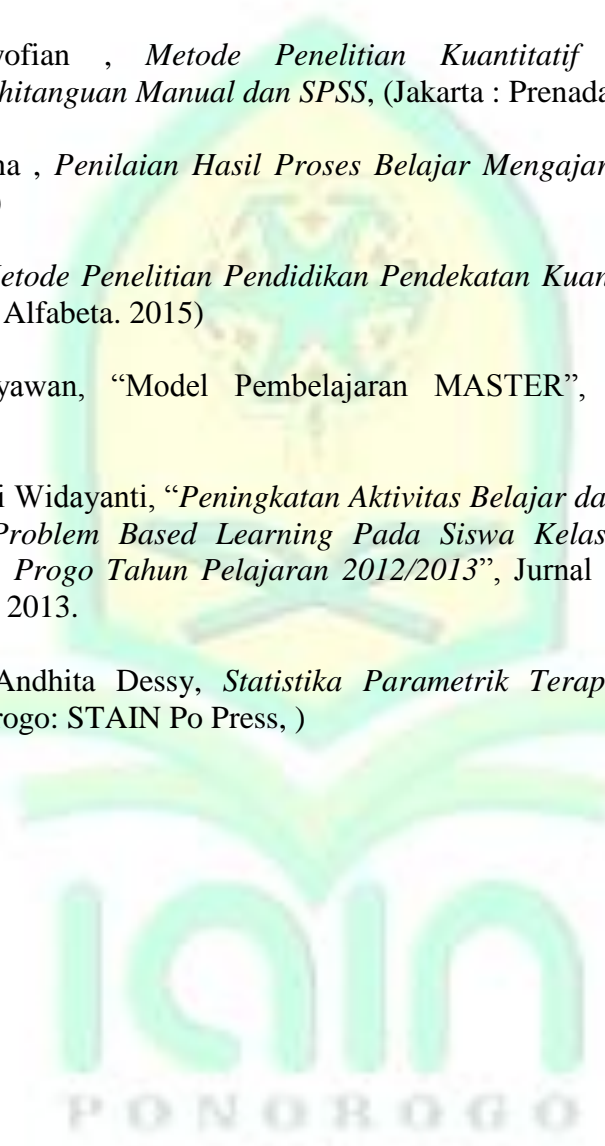 yofian , Metode Penelitian Kuantitatif
hitanguan Manual dan SPSS, (Jakarta : Prenada
na , Penilaian Hasil Proses Belajar Mengajar
)
etode Penelitian Pendidikan Pendekatan Kuan
Alfabeta. 2015)
yawan, “Model Pembelajaran MASTER”,
i Widayanti, “Peningkatan Aktivitas Belajar da
Problem Based Learning Pada Siswa Kelas
Progo Tahun Pelajaran 2012/2013”, Jurnal
2013.
Andhita Dessy, Statistika Parametrik Terap
rogo: STAIN Po Press, )
iain
PONOROGO